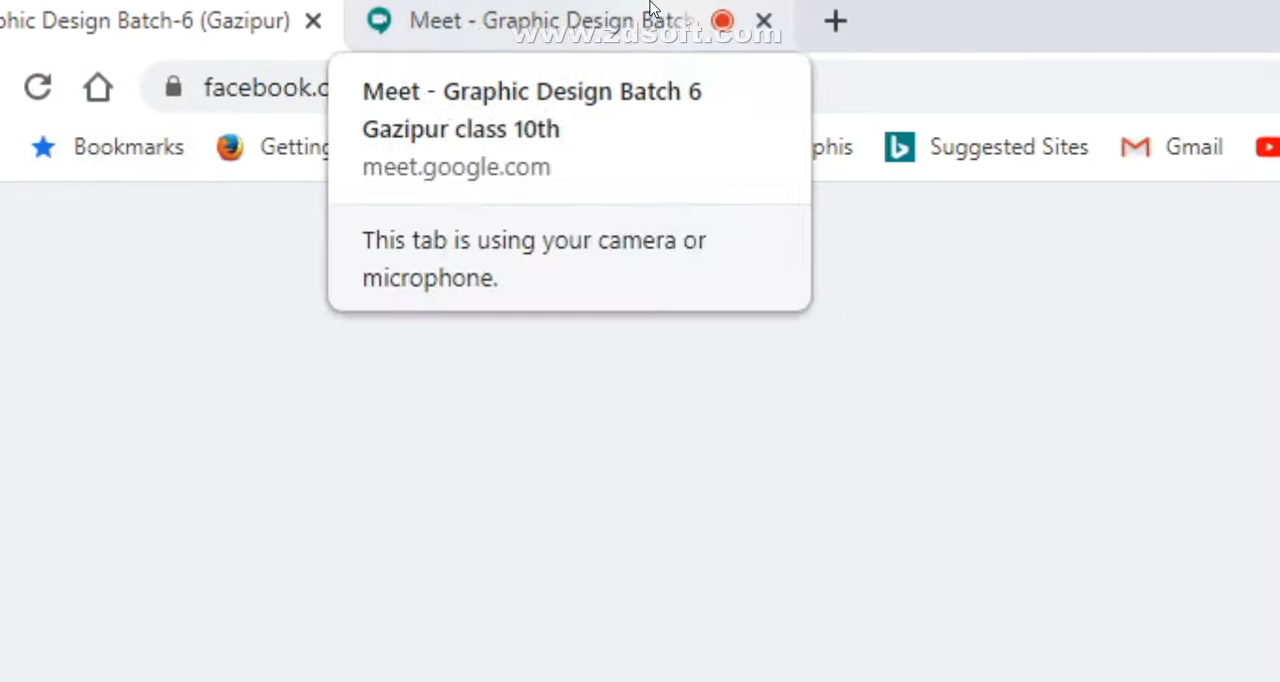 phic Design Batch-6 (Gazipur)
Meet - Graphic Design Batc
www.zdsoft.com
facebook.c
Meet - Graphic Design Batch 6
Gazipur class 10th
meet.google.com
Bookmarks
Getting
phis
Suggested Sites
Gmail
This tab is using your camera or
microphone.